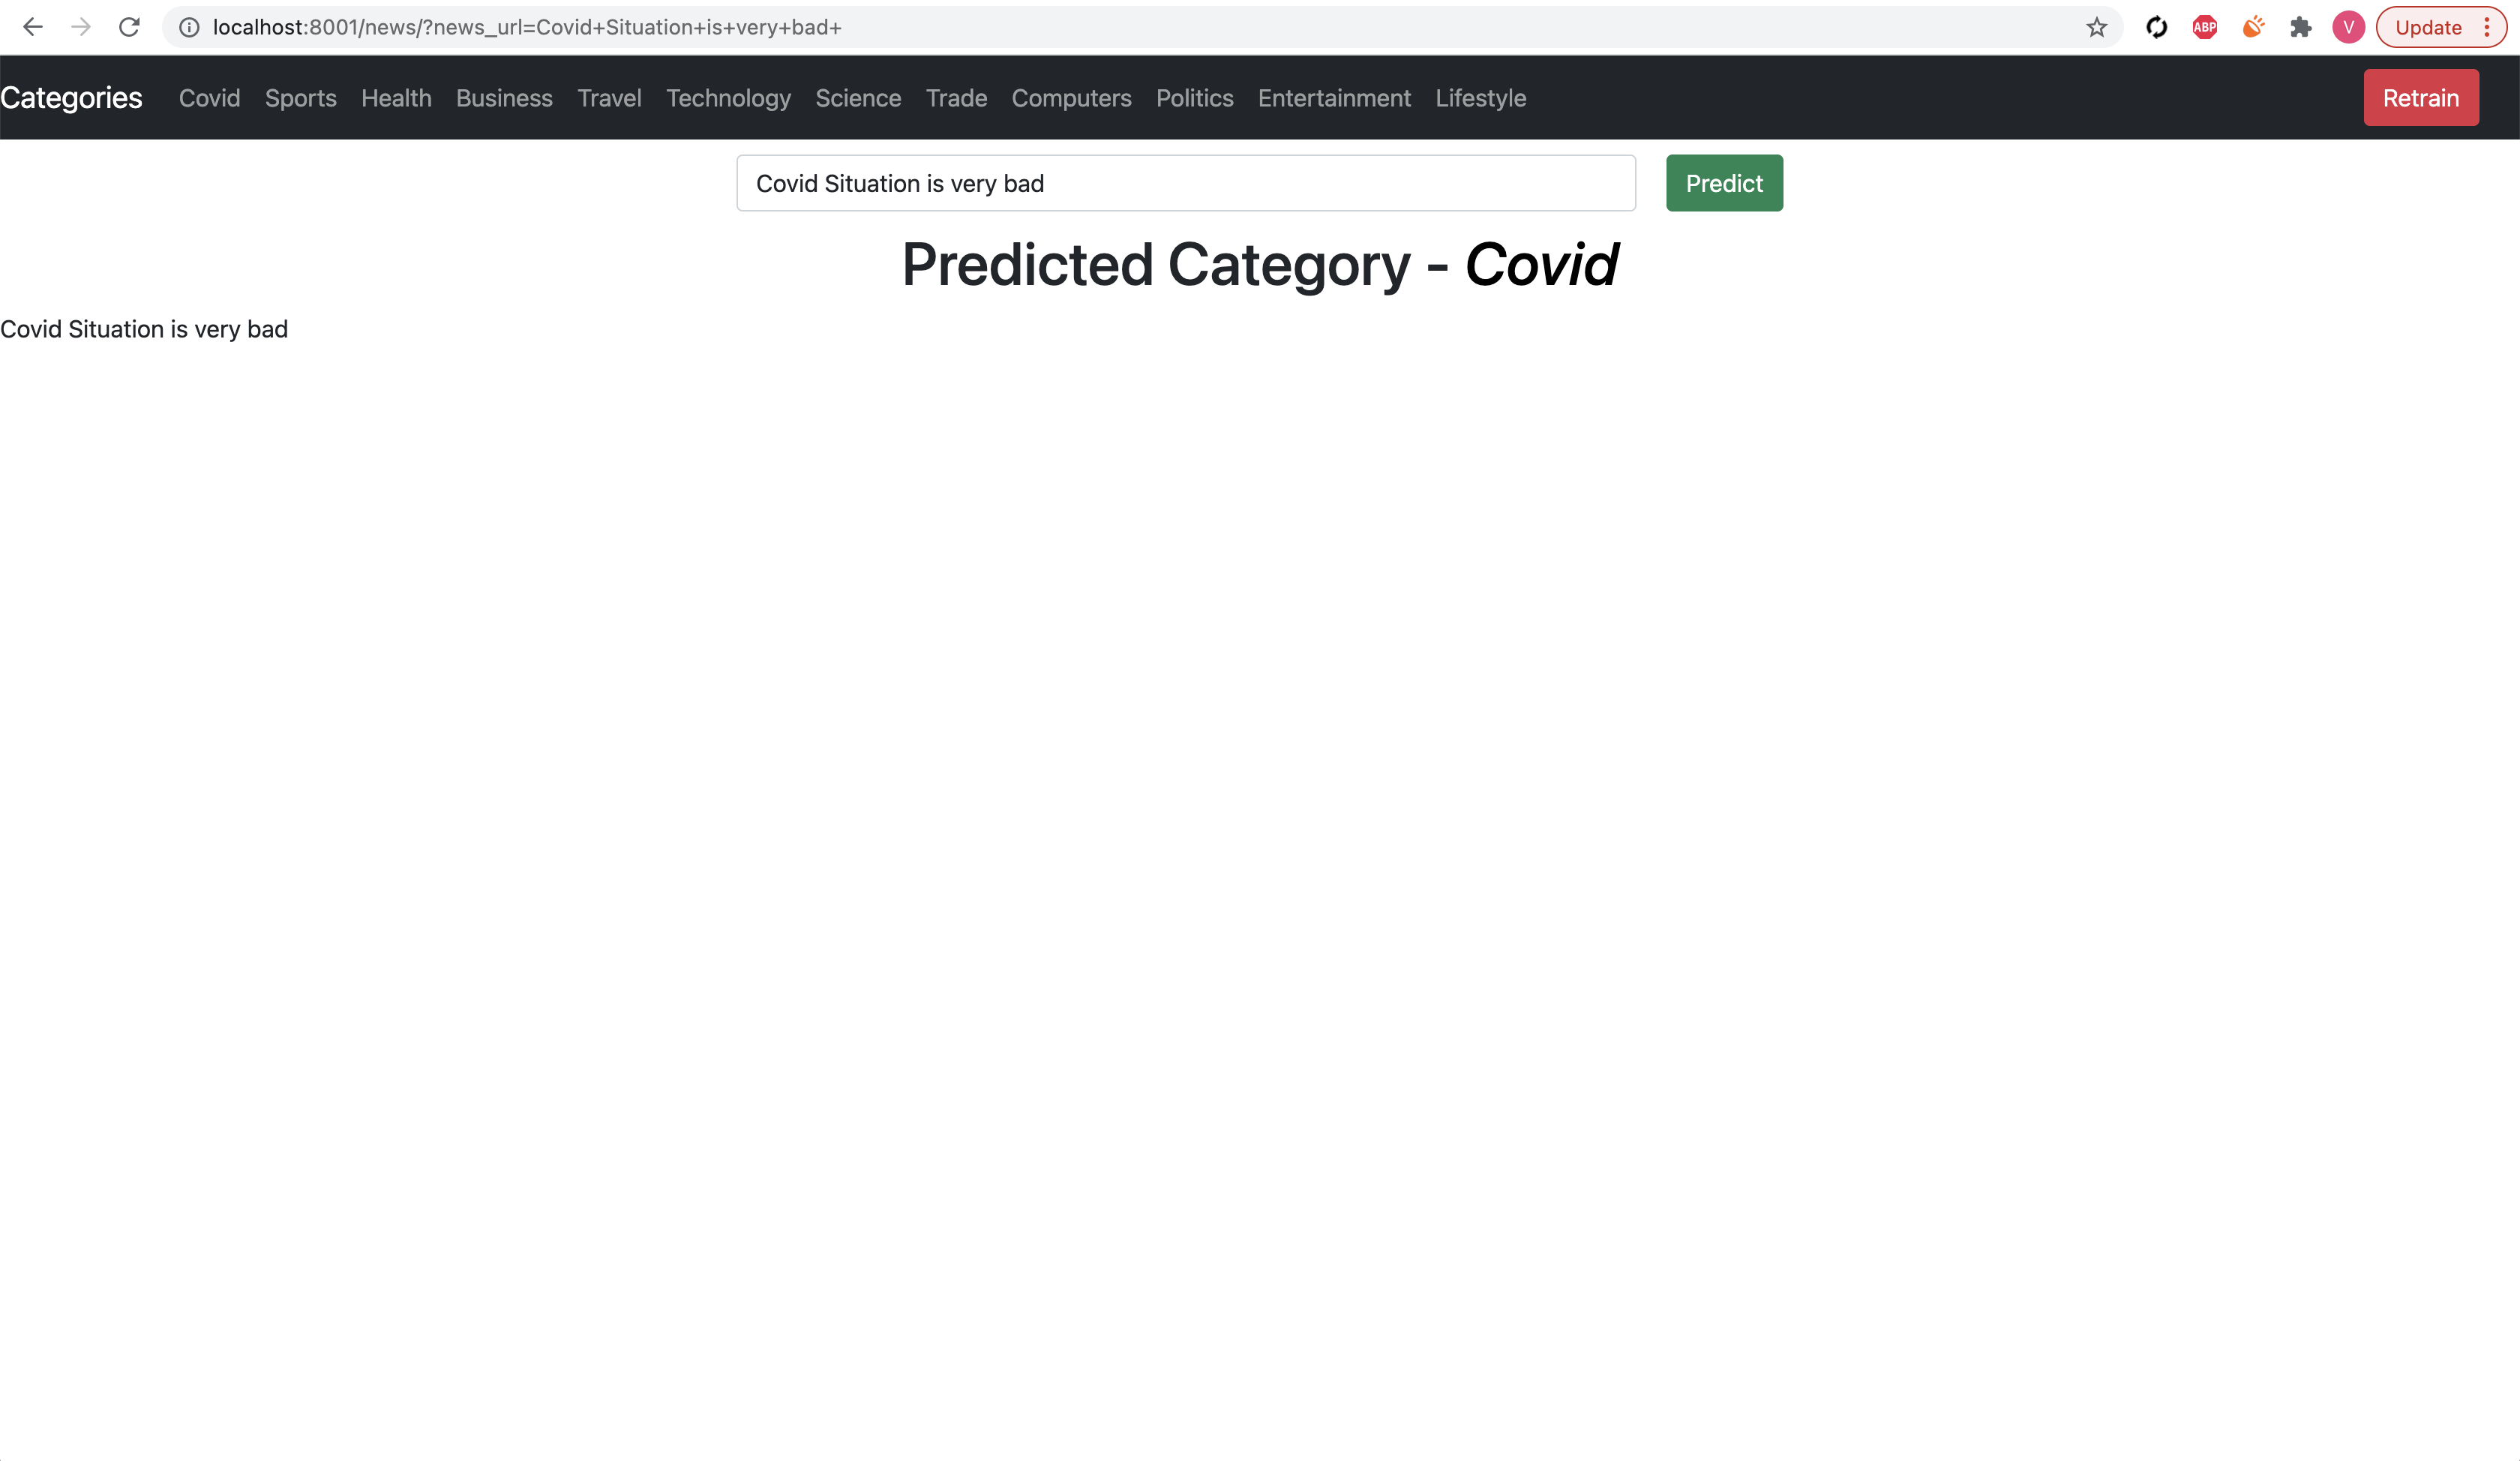 localhost:8001/news/?news_url=Covid+Situation+is+very+bad+
ABP
V
Update
Categories Covid Sports Health Business Travel Technology Science Trade Computers Politics Entertainment Lifestyle Retrain
Covid Situation is very bad Predict
Predicted Category - Covid
Covid Situation is very bad